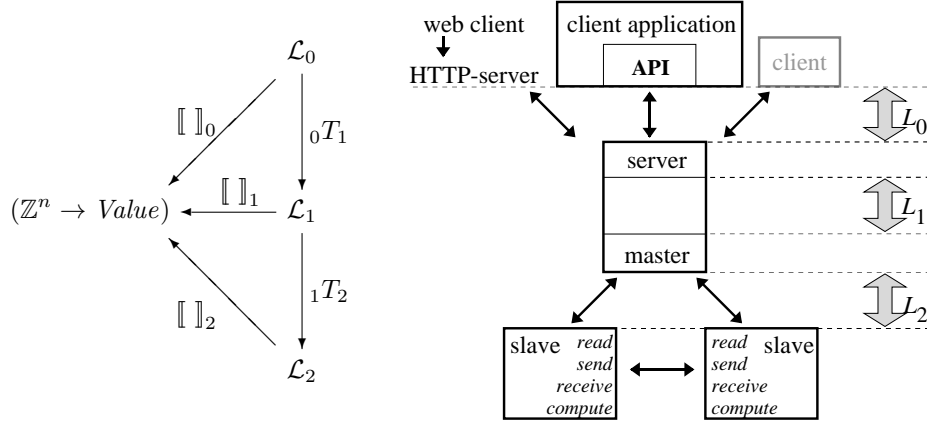 ℒ₀
⟦ ⟧₀
₀T₁
(ℤⁿ → Value)
⟦ ⟧₁
ℒ₁
⟦ ⟧₂
₁T₂
ℒ₂
web client
HTTP-server
client application
API
client
L₀
server
L₁
master
L₂
slave
read
send
receive
compute
read
send
receive
compute
slave